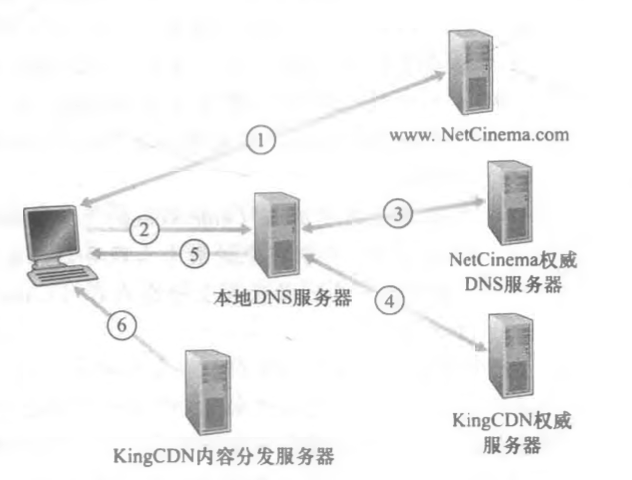 ①
www. NetCinema.com
②
③
⑤
NetCinema权威
DNS服务器
本地DNS服务器
④
⑥
KingCDN权威
服务器
KingCDN内容分发服务器